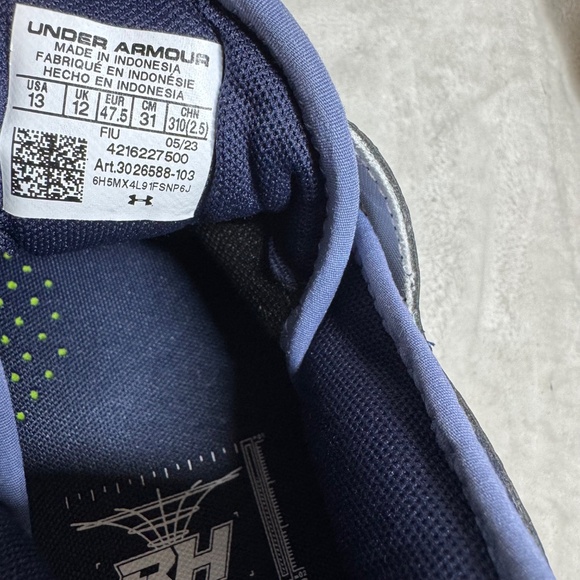 UNDER ARMOUR
MADE IN INDONESIA
FABRIQUÉ EN INDONÉSIE
HECHO EN INDONESIA
USA UK EUR CM CHN
13 12 47.5 31 310(2.5)
FIU 05/23
4216227500
Art.3026588-103
6H5MX4L91FSNP6J
BH